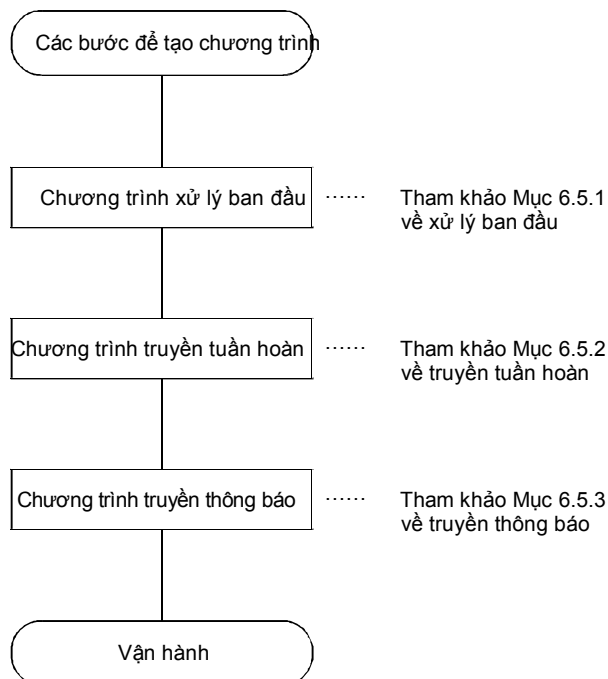 Các bước để tạo chương trình
Chương trình xử lý ban đầu ...... Tham khảo Mục 6.5.1
về xử lý ban đầu
Chương trình truyền tuần hoàn ...... Tham khảo Mục 6.5.2
về truyền tuần hoàn
Chương trình truyền thông báo ...... Tham khảo Mục 6.5.3
về truyền thông báo
Vận hành